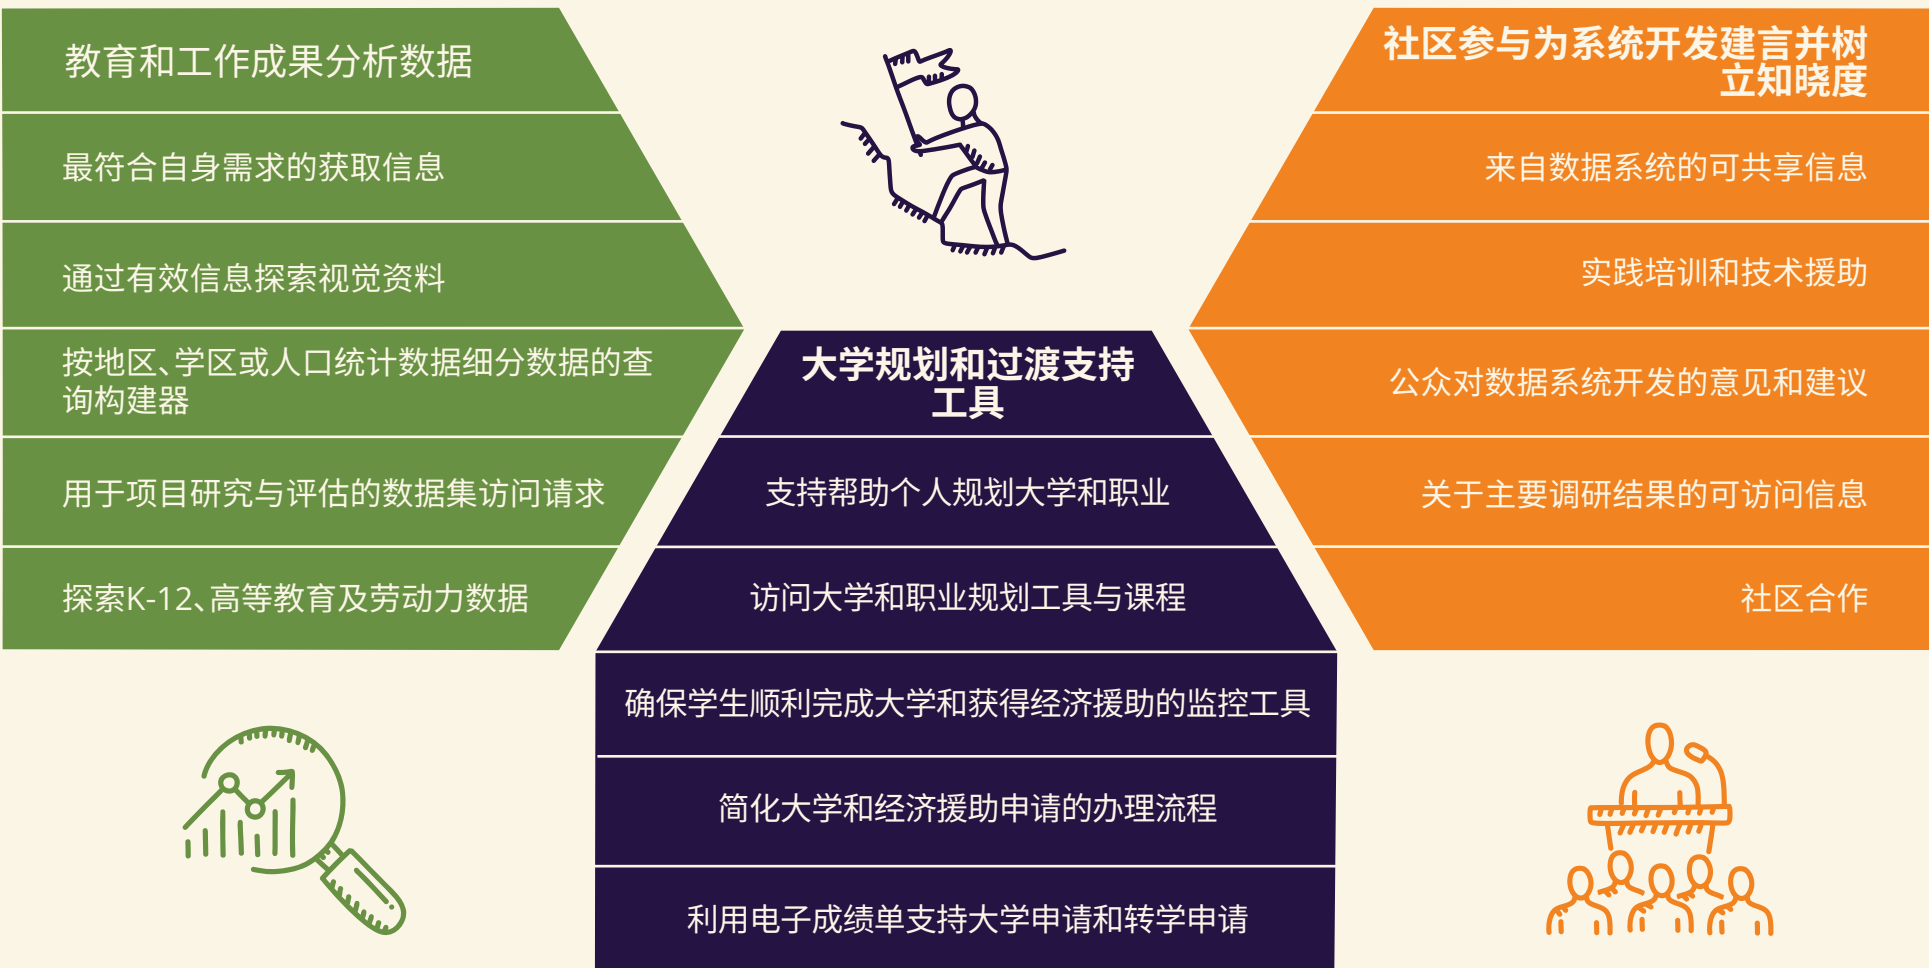 教育和工作成果分析数据
最符合自身需求的获取信息
通过有效信息探索视觉资料
按地区、学区或人口统计数据细分数据的查
询构建器
用于项目研究与评估的数据集访问请求
探索K-12、高等教育及劳动力数据
大学规划和过渡支持
工具
支持帮助个人规划大学和职业
访问大学和职业规划工具与课程
确保学生顺利完成大学和获得经济援助的监控工具
简化大学和经济援助申请的办理流程
利用电子成绩单支持大学申请和转学申请
社区参与为系统开发建言并树
立知晓度
来自数据系统的可共享信息
实践培训和技术援助
公众对数据系统开发的意见和建议
关于主要调研结果的可访问信息
社区合作